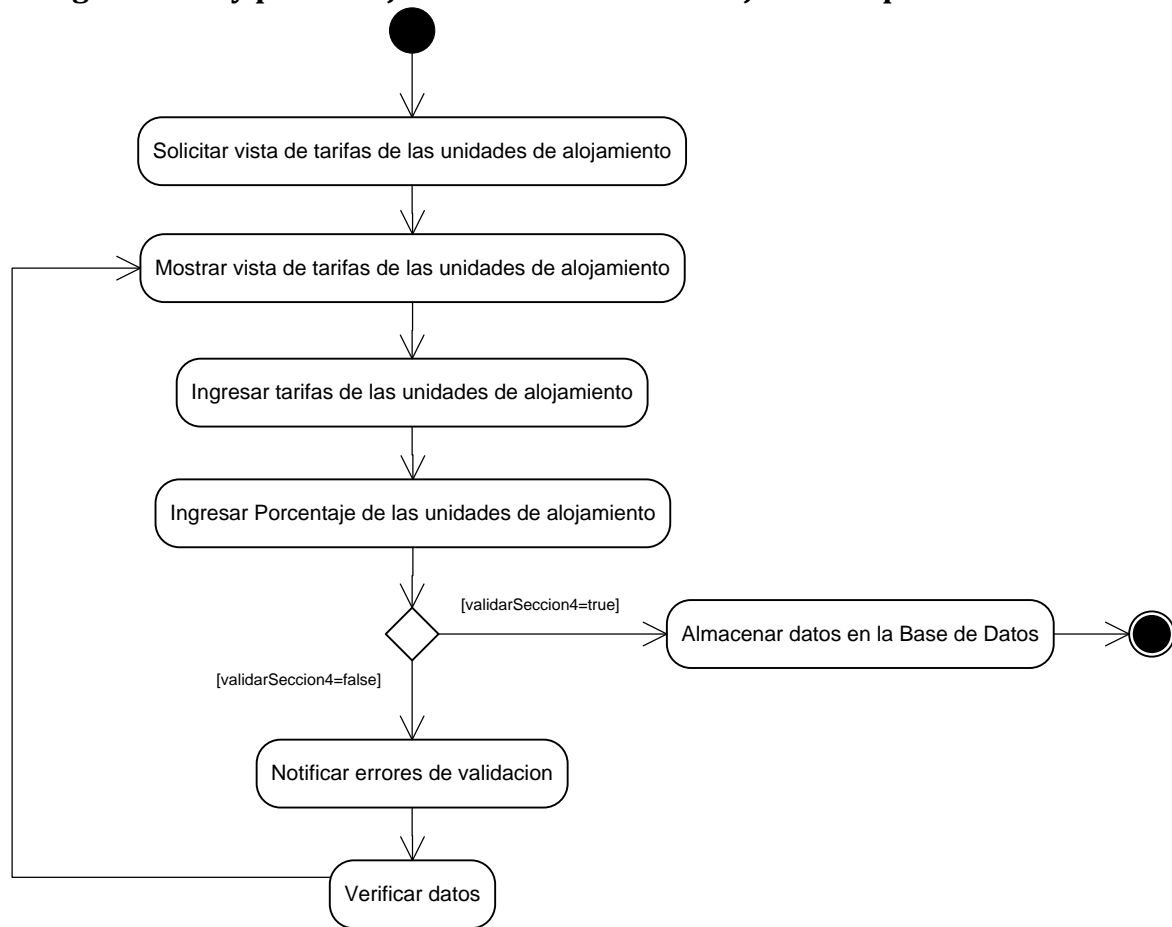 Solicitar vista de tarifas de las unidades de alojamiento
Mostrar vista de tarifas de las unidades de alojamiento
Ingresar tarifas de las unidades de alojamiento
Ingresar Porcentaje de las unidades de alojamiento
[validarSeccion4=true]
Almacenar datos en la Base de Datos
[validarSeccion4=false]
Notificar errores de validacion
Verificar datos